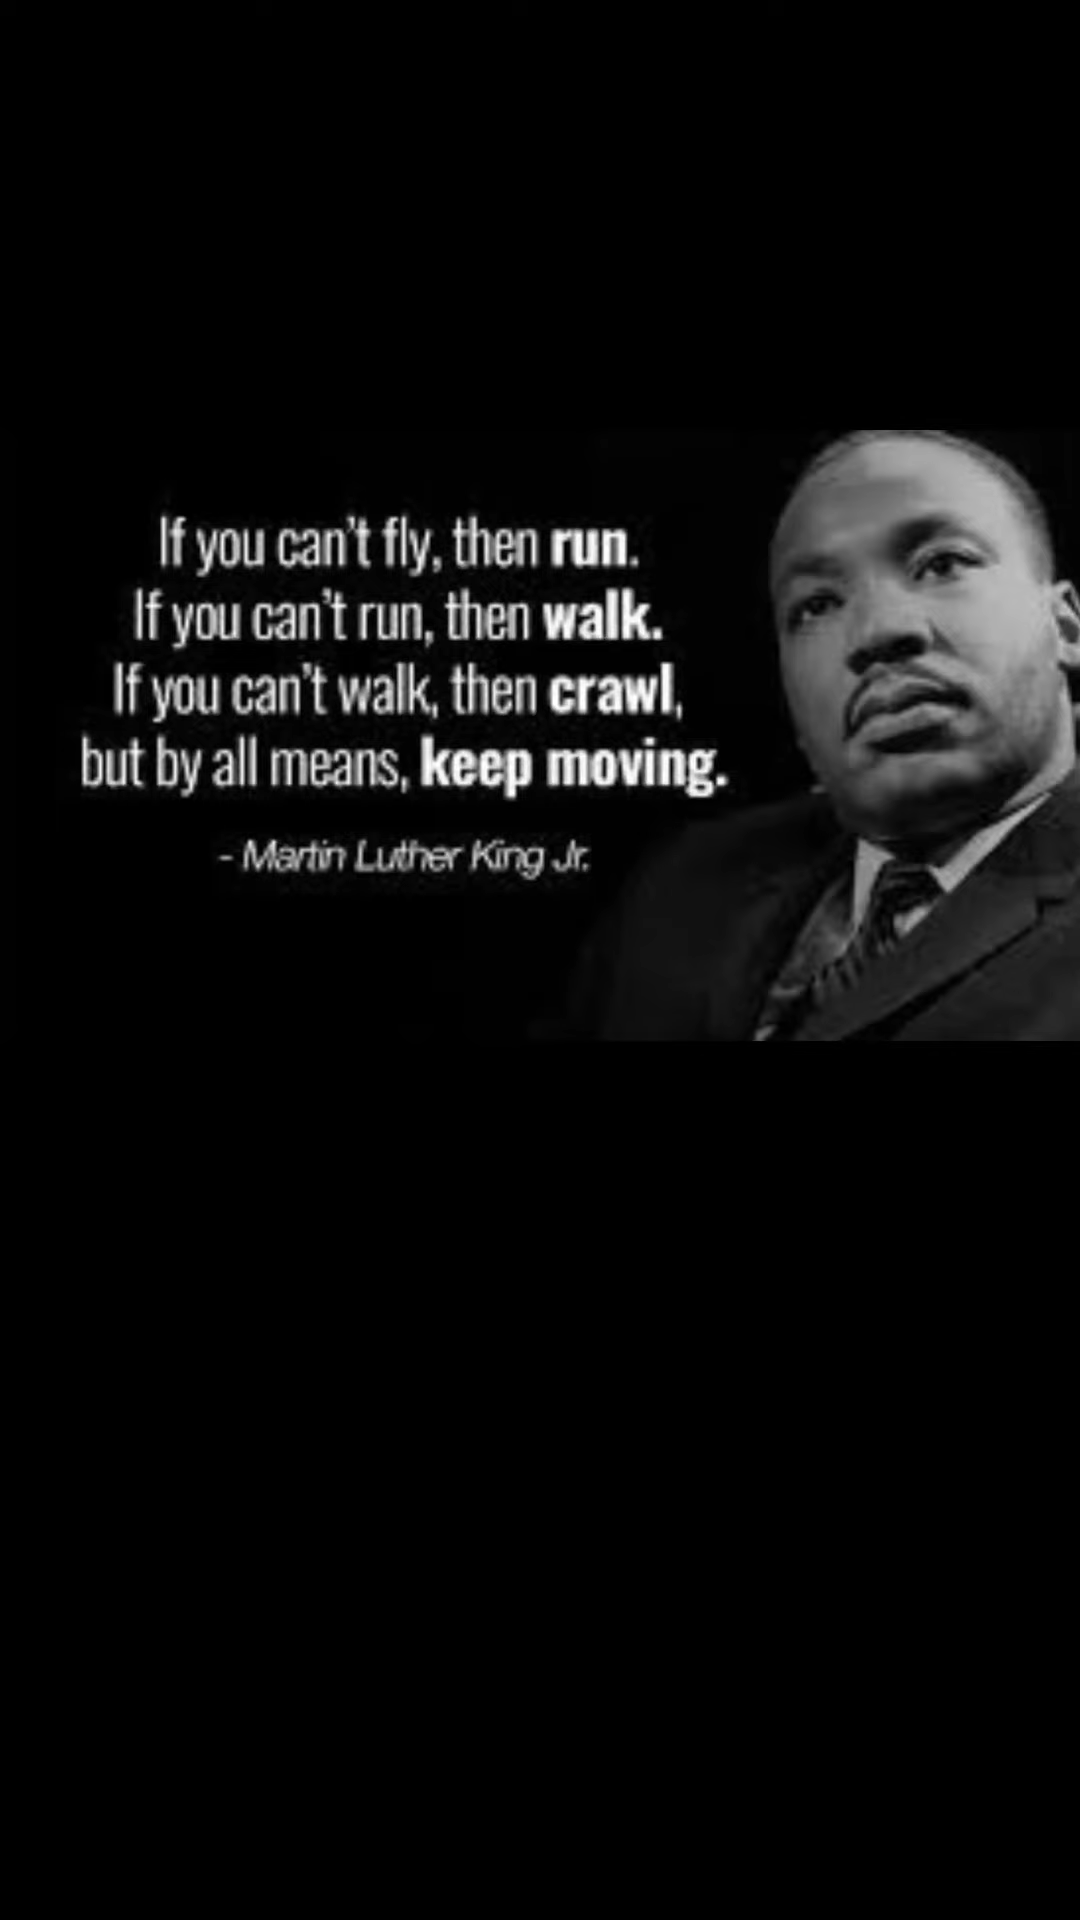 If you can't fly, then run.
If you can't run, then walk.
If you can't walk, then crawl,
but by all means, keep moving.
- Martin Luther King Jr.